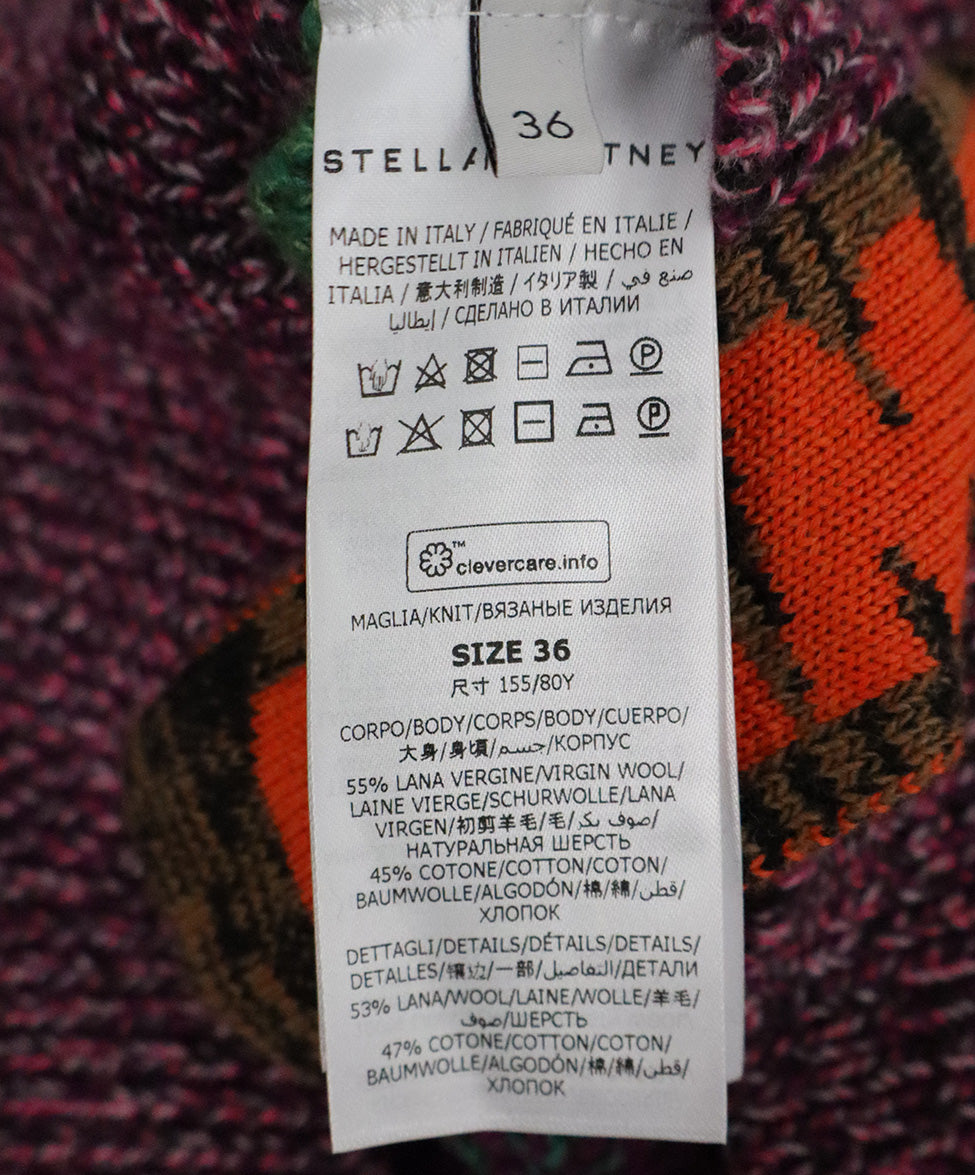 36
STELLA TNEY
MADE IN ITALY / FABRIQUÉ EN ITALIE /
HERGESTELLT IN ITALIEN / HECHO EN
ITALIA / 意大利制造 / イタリア製 / صنع في
إيطاليا / СДЕЛАНО В ИТАЛИИ
P
P
™
clevercare.info
MAGLIA/KNIT/ВЯЗАНЫЕ ИЗДЕЛИЯ
SIZE 36
尺寸 155/80Y
CORPO/BODY/CORPS/BODY/CUERPO/
大身/身頃/جسم/КОРПУС
55% LANA VERGINE/VIRGIN WOOL/
LAINE VIERGE/SCHURWOLLE/LANA
VIRGEN/初剪羊毛/毛/صوف بكر/
НАТУРАЛЬНАЯ ШЕРСТЬ
45% COTONE/COTTON/COTON/
BAUMWOLLE/ALGODÓN/棉/綿/قطن/
ХЛОПОК
DETTAGLI/DETAILS/DÉTAILS/DETAILS/
DETALLES/镶边/一部/التفاصيل/ДЕТАЛИ
53% LANA/WOOL/LAINE/WOLLE/羊毛/
صوف/ШЕРСТЬ
47% COTONE/COTTON/COTON/
BAUMWOLLE/ALGODÓN/棉/綿/قطن/
ХЛОПОК